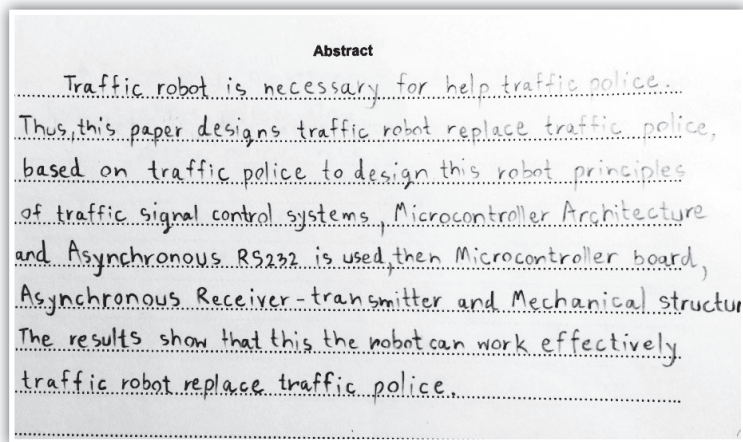 Abstract
Traffic robot is necessary for help traffic police.
Thus, this paper designs traffic robot replace traffic police,
based on traffic police to design this robot principles
of traffic signal control systems, Microcontroller Architecture
and Asynchronous RS232 is used, then Microcontroller board,
Asynchronous Receiver-transmitter and Mechanical structur
The results show that this the robot can work effectively
traffic robot replace traffic police.